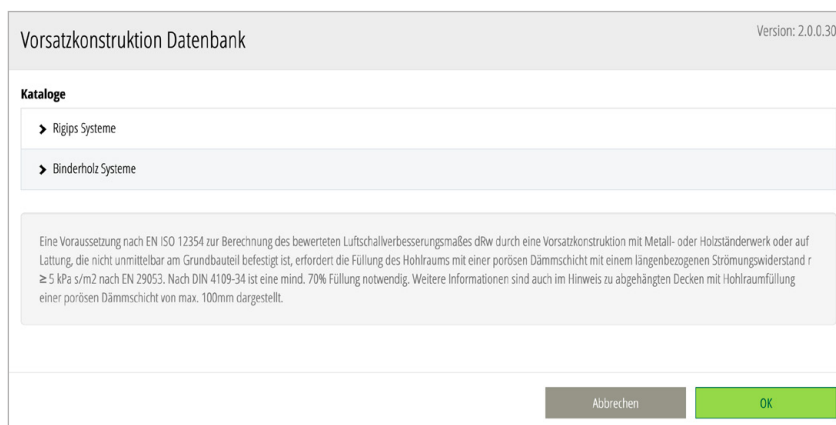 Vorsatzkonstruktion Datenbank
Version: 2.0.0.30
Kataloge
Rigips Systeme
Binderholz Systeme
Eine Voraussetzung nach EN ISO 12354 zur Berechnung des bewerteten Luftschallverbesserungsmaßes dRw durch eine Vorsatzkonstruktion mit Metall- oder Holzständerwerk oder auf
Lattung, die nicht unmittelbar am Grundbauteil befestigt ist, erfordert die Füllung des Hohlraums mit einer porösen Dämmschicht mit einem längenbezogenen Strömungswiderstand r
≥ 5 kPa s/m2 nach EN 29053. Nach DIN 4109-34 ist eine mind. 70% Füllung notwendig. Weitere Informationen sind auch im Hinweis zu abgehängten Decken mit Hohlraumfüllung
einer porösen Dämmschicht von max. 100mm dargestellt.
Abbrechen
OK